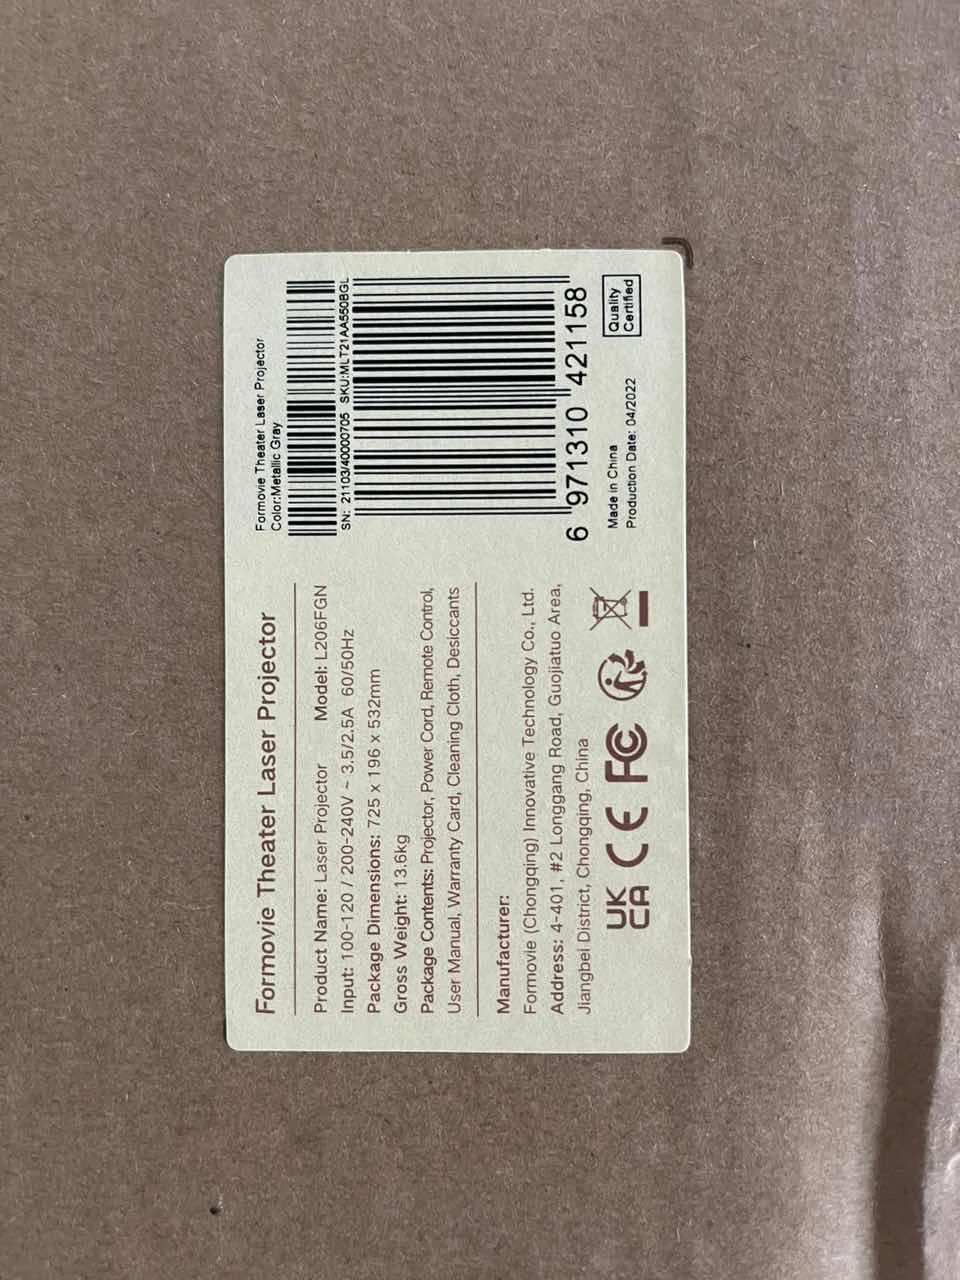 Formovie Theater Laser Projector
Product Name: Laser Projector Model: L206FGN
Input: 100-120 / 200-240V ~ 3.5/2.5A 60/50Hz
Package Dimensions: 725 x 196 x 532mm
Gross Weight: 13.6kg
Package Contents: Projector, Power Cord, Remote Control,
User Manual, Warranty Card, Cleaning Cloth, Desiccants
Manufacturer:
Formovie (Chongqing) Innovative Technology Co., Ltd.
Address: 4-401, #2 Longgang Road, Guojiatuo Area,
Jiangbei District, Chongqing, China
UK
CA CE FC
Formovie Theater Laser Projector
Color:Metallic Gray
SN: 21103/40000705 SKU:MLT21AA550BGL
6 971310 421158
Made in China
Production Date: 04/2022
Quality
Certified